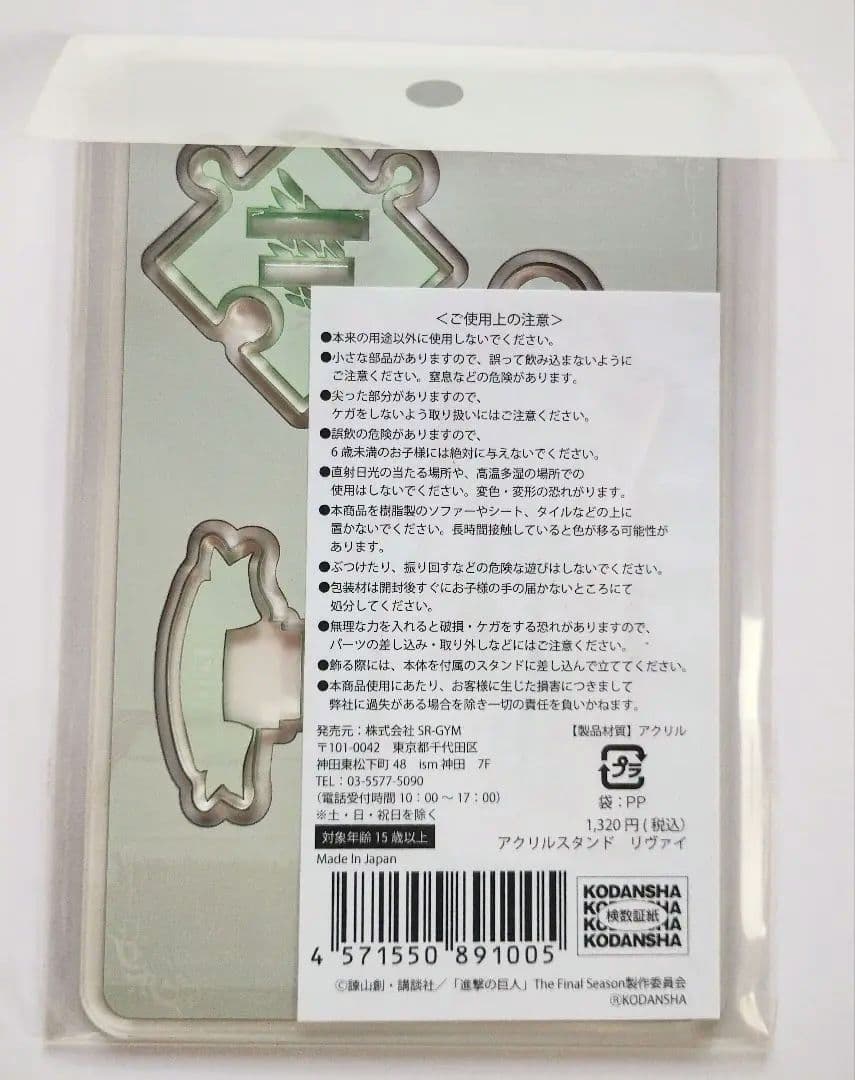 ＜ご使用上の注意＞
●本来の用途以外に使用しないでください。
●小さな部品がありますので、誤って飲み込まないように
ご注意ください。窒息などの危険があります。
●尖った部分がありますので、
ケガをしないよう取り扱いにはご注意ください。
●誤飲の危険がありますので、
6歳未満のお子様には絶対に与えないでください。
●直射日光の当たる場所や、高温多湿の場所での
使用はしないでください。変色・変形の恐れがります。
●本商品を樹脂製のソファーやシート、タイルなどの上に
置かないでください。長時間接触していると色が移る可能性が
あります。
●ぶつけたり、振り回すなどの危険な遊びはしないでください。
●包装材は開封後すぐにお子様の手の届かないところにて
処分してください。
●無理な力を入れると破損・ケガをする恐れがありますので、
パーツの差し込み・取り外しなどにはご注意ください。
●飾る際には、本体を付属のスタンドに差し込んで立ててください。
●本商品使用にあたり、お客様に生じた損害につきまして
弊社に過失がある場合を除き一切の責任を負いかねます。
発売元：株式会社 SR-GYM
〒101-0042 東京都千代田区
神田東松下町 48 ism 神田 7F
TEL：03-5577-5090
（電話受付時間 10：00～17：00）
※土・日・祝日を除く
対象年齢 15 歳以上
Made In Japan
【製品材質】アクリル
プラ
袋：PP
1,320 円（税込）
アクリルスタンド リヴァイ
4 571550 891005
KODANSHA
検数証紙
KODANSHA
Ⓒ諫山創・講談社／「進撃の巨人」The Final Season製作委員会
ⓇKODANSHA